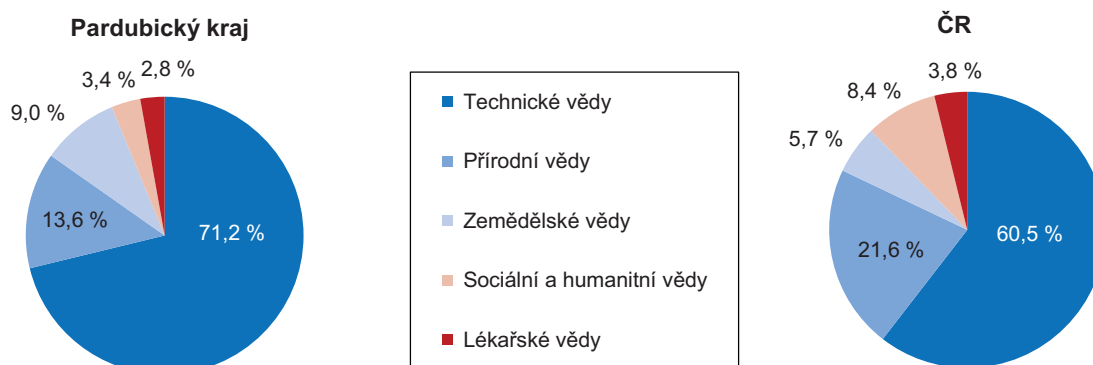 Pardubický kraj
2,8 %
3,4 %
9,0 %
13,6 %
71,2 %
Technické vědy
Přírodní vědy
Zemědělské vědy
Sociální a humanitní vědy
Lékařské vědy
ČR
3,8 %
8,4 %
5,7 %
21,6 %
60,5 %